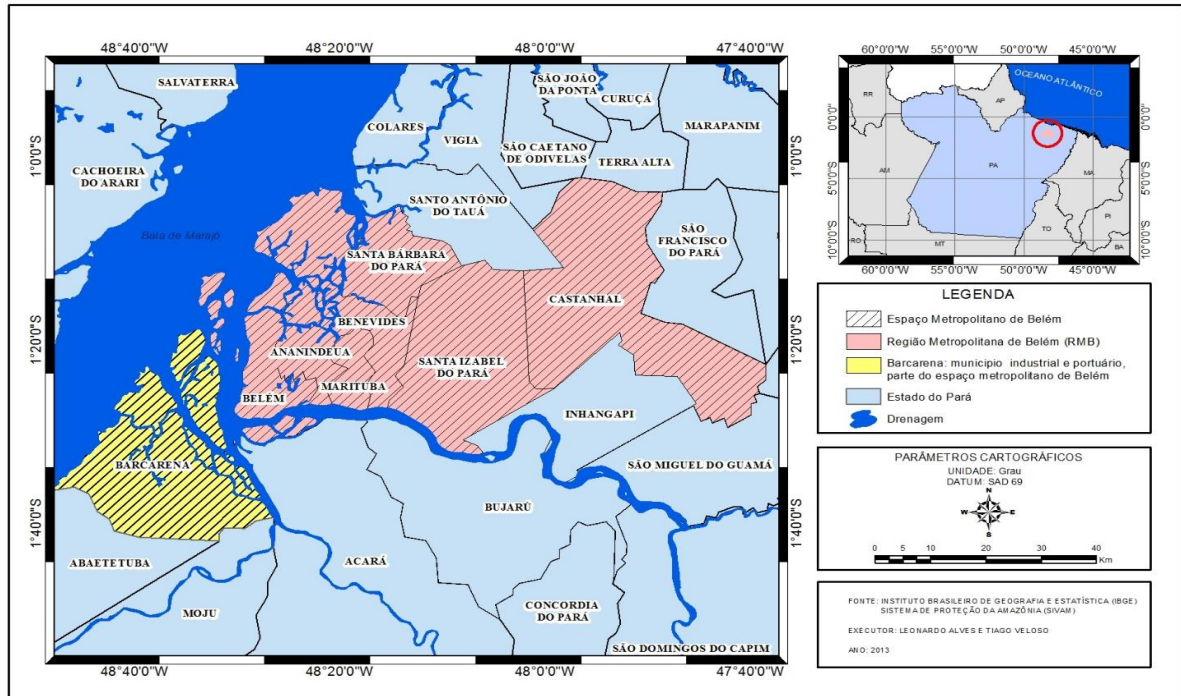 48°40'0"W
48°20'0"W
48°0'0"W
47°40'0"W
1°0'0"S
1°20'0"S
1°40'0"S
SALVATERRA
SÃO JOÃO
DA PONTA
CURUÇÁ
COLARES
VIGIA
MARAPANIM
SÃO CAETANO
DE ODIVELAS
TERRA ALTA
CACHOEIRA
DO ARARI
SANTO ANTÔNIO
DO TAUÁ
SÃO
FRANCISCO
DO PARÁ
Baía de Marajó
SANTA BÁRBARA
DO PARÁ
CASTANHAL
BENEVIDES
ANANINDEUA
SANTA IZABEL
DO PARÁ
MARITUBA
BELÉM
INHANGAPI
BARCARENA
SÃO MIGUEL DO GUAMÁ
BUJARÚ
ABAETETUBA
ACARÁ
MOJU
CONCORDIA
DO PARÁ
SÃO DOMINGOS DO CAPIM
1°0'0"S
1°20'0"S
1°40'0"S
48°40'0"W
48°20'0"W
48°0'0"W
47°40'0"W
60°0'0"W
55°0'0"W
50°0'0"W
45°0'0"W
OCEANO ATLÂNTICO
RR
AP
0°0'0"
5°0'0"S
10°0'0"S
AM
PA
MA
PI
TO
RO
MT
BA
0°0'0"
5°0'0"S
10°0'0"S
60°0'0"W
55°0'0"W
50°0'0"W
45°0'0"W
LEGENDA
Espaço Metropolitano de Belém
Região Metropolitana de Belém (RMB)
Barcarena: municipio industrial e portuário,
parte do espaço metropolitano de Belém
Estado do Pará
Drenagem
PARÂMETROS CARTOGRÁFICOS
UNIDADE: Grau
DATUM: SAD 69
N
W E
S
0 5 10 20 30 40
Km
FONTE: INSTITUTO BRASILEIRO DE GEOGRAFIA E ESTATÍSTICA (IBGE)
SISTEMA DE PROTEÇÃO DA AMAZÔNIA (SIVAM)
EXECUTOR: LEONARDO ALVES E TIAGO VELOSO
ANO: 2013